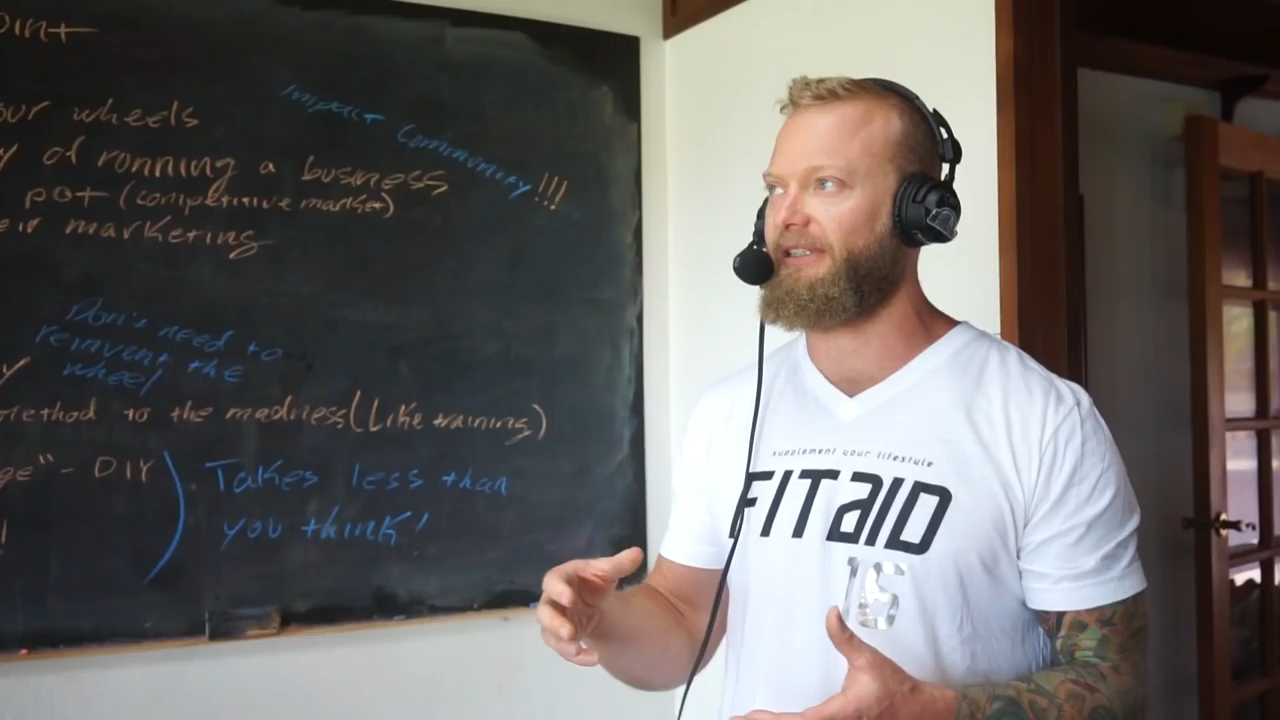 oint
our wheels
y of running a business
pot (competitive market)
eir marketing
Impact Community!!!
Don't need to
reinvent the
wheel
y
method to the madness (Like training)
ge" - DIY
!
Takes less than
you think!
supplement your lifestyle
FITAID
16